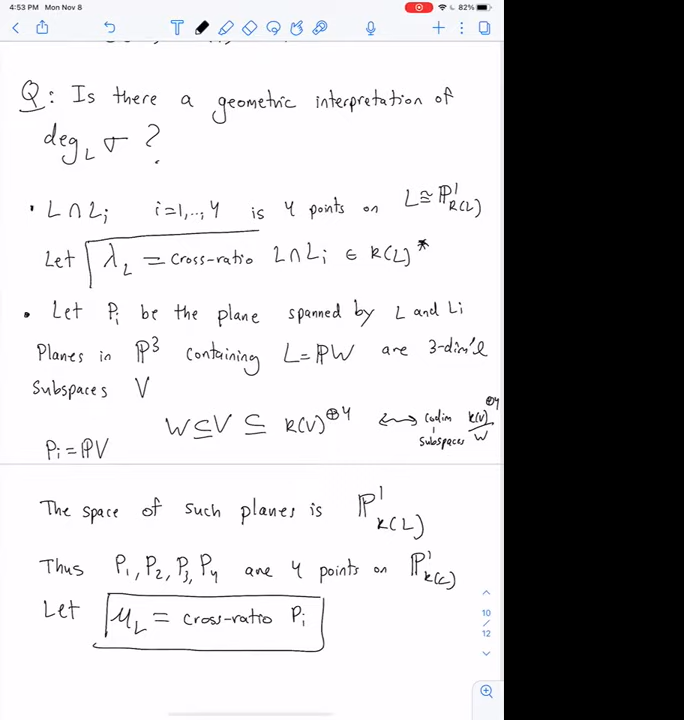 4:53 PM Mon Nov 8
82%
Q: Is there a geometric interpretation of
deg_L σ ?
· L ∩ L_i i=1,..,4 is 4 points on L ≅ ℙ¹_{k(L)}
Let λ_L = cross-ratio L ∩ L_i ∈ k(L)*
· Let P_i be the plane spanned by L and Li
Planes in ℙ³ containing L = ℙW are 3-dim'l
Subspaces V
W ⊆ V ⊆ k(V)^{⊕4} ⟷ codim 1 subspaces k(V)^{⊕4}/W
P_i = ℙV
The space of such planes is ℙ¹_{k(L)}
Thus P_1, P_2, P_3, P_4 are 4 points on ℙ¹_{k(L)}
Let μ_L = cross-ratio P_i
10
/
12